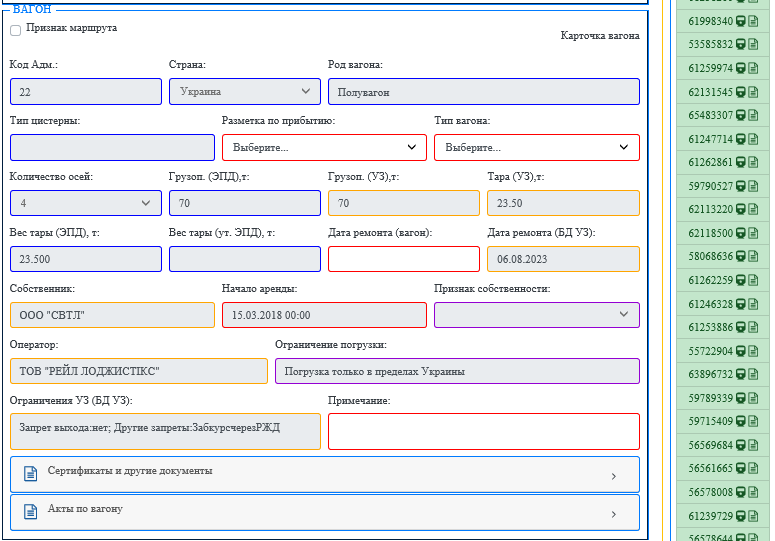 ВАГОН
Признак маршрута
Карточка вагона
Код Адм.: Страна: Род вагона:
22 Украина Полувагон
Тип цистерны: Разметка по прибытию: Тип вагона:
Выберите... Выберите...
Количество осей: Грузоп. (ЭПД),т: Грузоп. (УЗ),т: Тара (УЗ),т:
4 70 70 23.50
Вес тары (ЭПД), т: Вес тары (ут. ЭПД), т: Дата ремонта (вагон): Дата ремонта (БД УЗ):
23.500 06.08.2023
Собственник: Начало аренды: Признак собственности:
ООО "СВТЛ" 15.03.2018 00:00
Оператор: Ограничение погрузки:
ТОВ "РЕЙЛ ЛОДЖИСТІКС" Погрузка только в пределах Украины
Ограничения УЗ (БД УЗ): Примечание:
Запрет выхода:нет; Другие запреты:ЗабкурсчерезРЖД
Сертификаты и другие документы
Акты по вагону
61998340
53585832
61259974
62131545
65483307
61247714
61262861
59790527
62113220
62118500
58068636
61262259
61246328
61253886
55722904
63896732
59789339
59715409
56569684
56561665
56578008
61239729
56578644